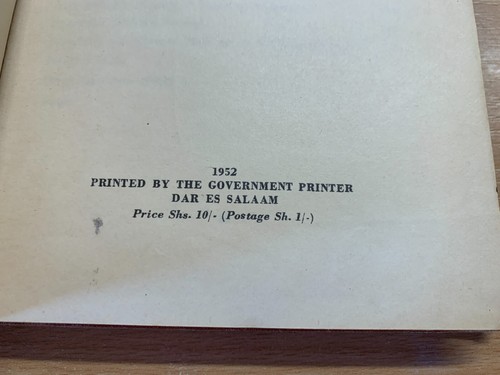 1952
PRINTED BY THE GOVERNMENT PRINTER
DAR ES SALAAM
Price Shs. 10/- (Postage Sh. 1/-)